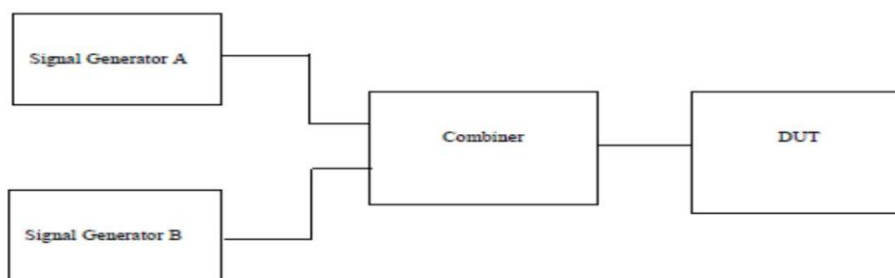 Signal Generator A
Combiner
DUT
Signal Generator B